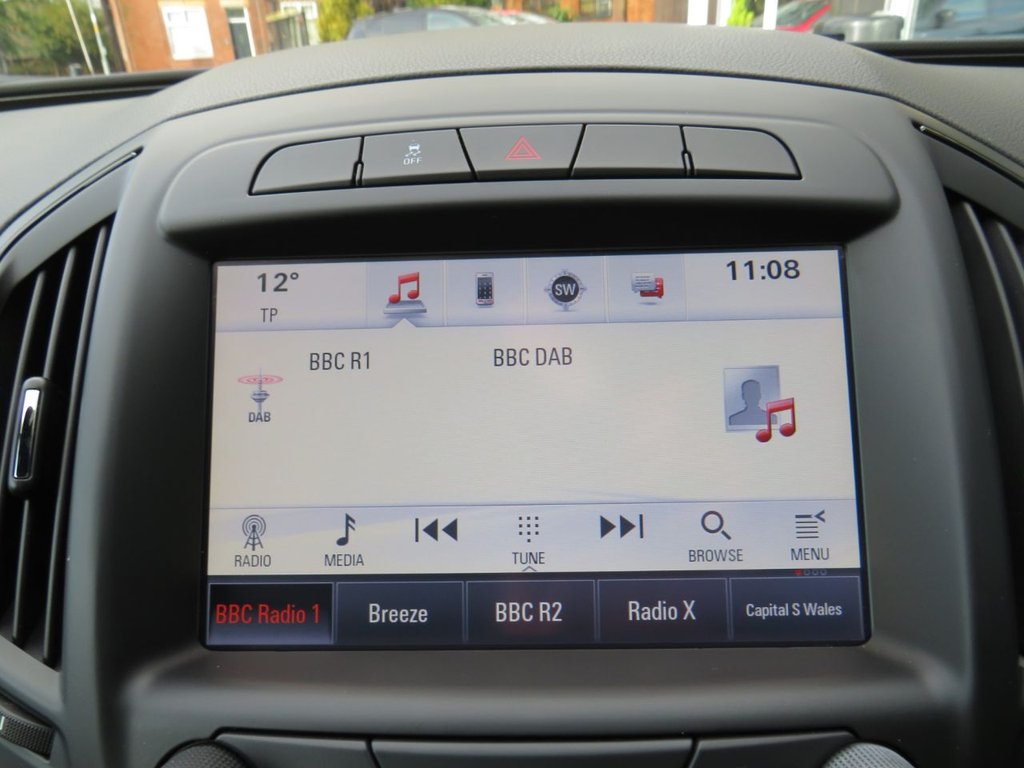 OFF
12°
SW
11:08
TP
BBC R1 BBC DAB
DAB
RADIO MEDIA TUNE BROWSE MENU
BBC Radio 1 Breeze BBC R2 Radio X Capital S Wales